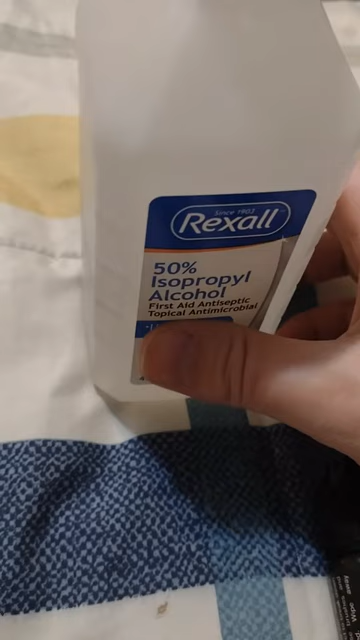 Since 1903
Rexall
50%
Isopropyl
Alcohol
First Aid Antiseptic
Topical Antimicrobial